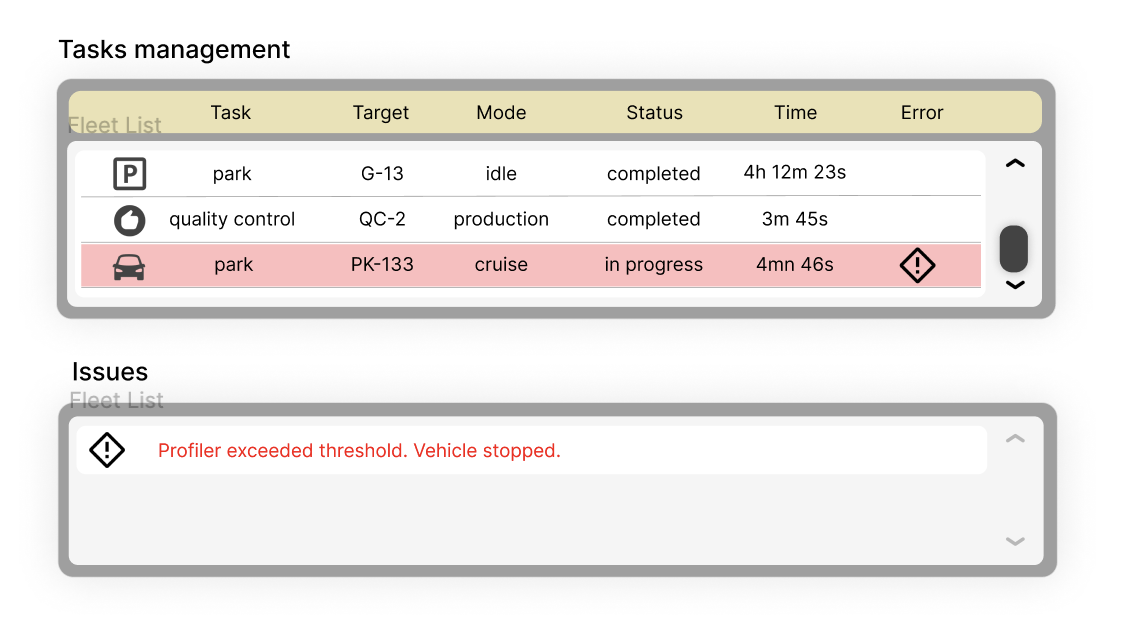 Tasks management
Task Target Mode Status Time Error
Fleet List
P park G-13 idle completed 4h 12m 23s
quality control QC-2 production completed 3m 45s
park PK-133 cruise in progress 4mn 46s
Issues
Fleet List
Profiler exceeded threshold. Vehicle stopped.